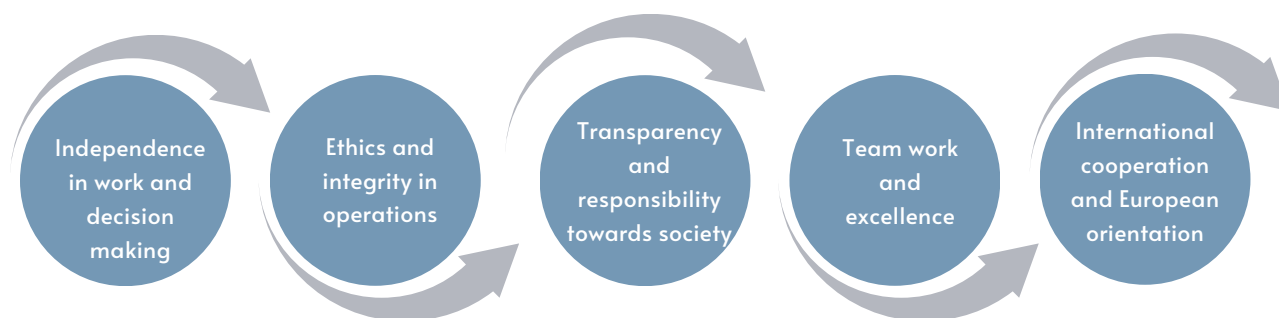 Independence
in work and
decision
making
Ethics and
integrity in
operations
Transparency
and
responsibility
towards society
Team work
and
excellence
International
cooperation
and European
orientation